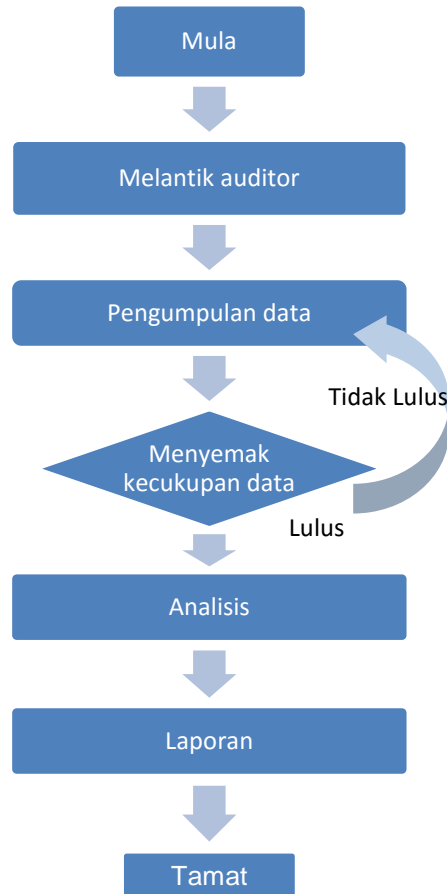 Mula
Melantik auditor
Pengumpulan data
Tidak Lulus
Menyemak
kecukupan data
Lulus
Analisis
Laporan
Tamat